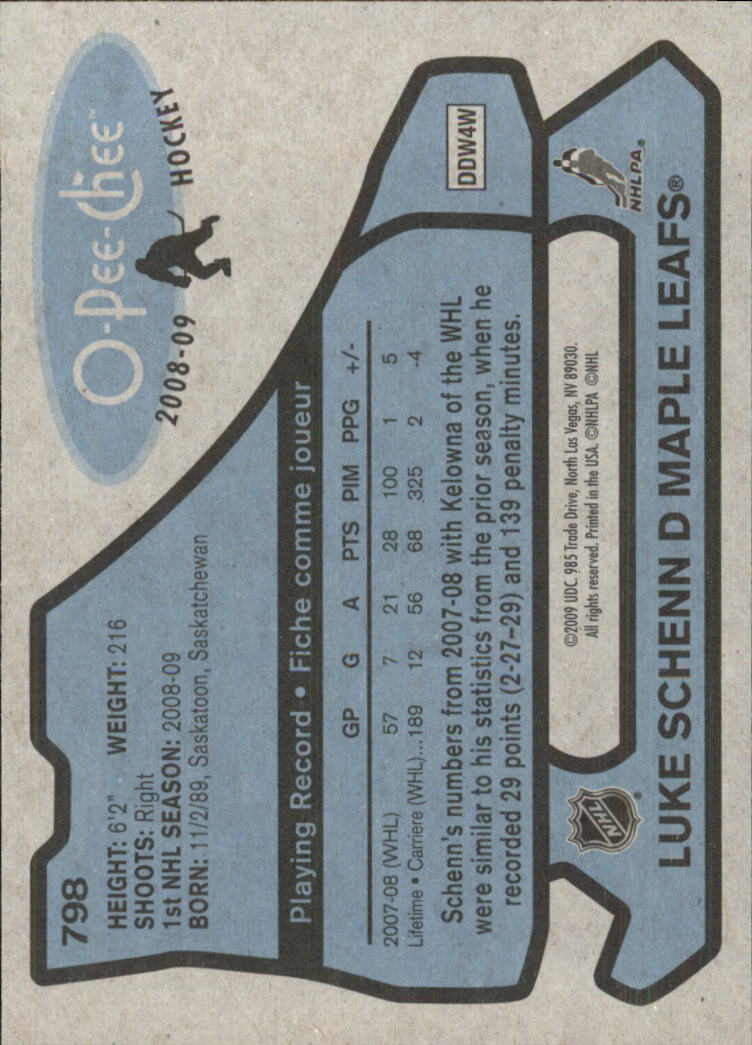 798
O-Pee-Chee™
2008-09 HOCKEY
HEIGHT: 6'2" WEIGHT: 216
SHOOTS: Right
1st NHL SEASON: 2008-09
BORN: 11/2/89, Saskatoon, Saskatchewan
DDW4W
Playing Record • Fiche comme joueur
GP G A PTS PIM PPG +/-
2007-08 (WHL) 57 7 21 28 100 1 5
Lifetime • Carriere (WHL)...189 12 56 68 325 2 -4
Schenn's numbers from 2007-08 with Kelowna of the WHL
were similar to his statistics from the prior season, when he
recorded 29 points (2-27-29) and 139 penalty minutes.
NHL®
©2009 UDC. 985 Trade Drive, North Las Vegas, NV 89030.
All rights reserved. Printed in the USA. ©NHLPA ©NHL
NHLPA®
LUKE SCHENN D MAPLE LEAFS®